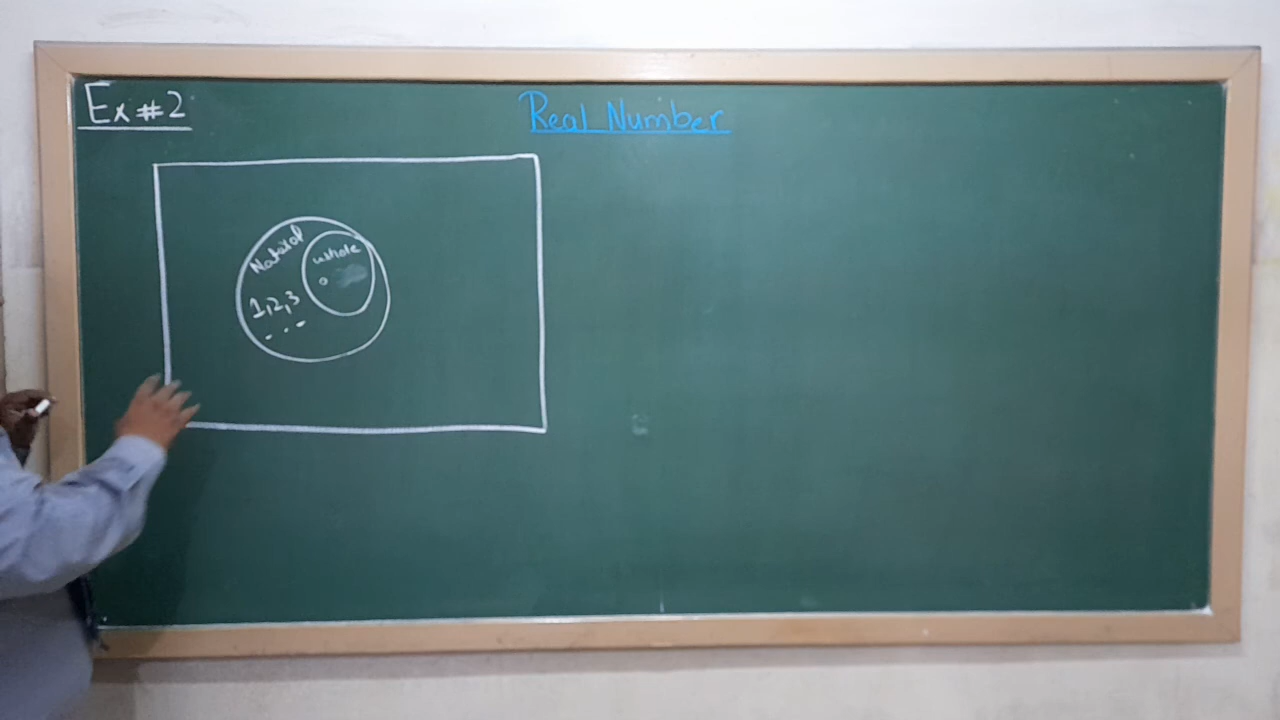 Ex # 2
Real Number
Natural
whole
0
1,2,3
- - -